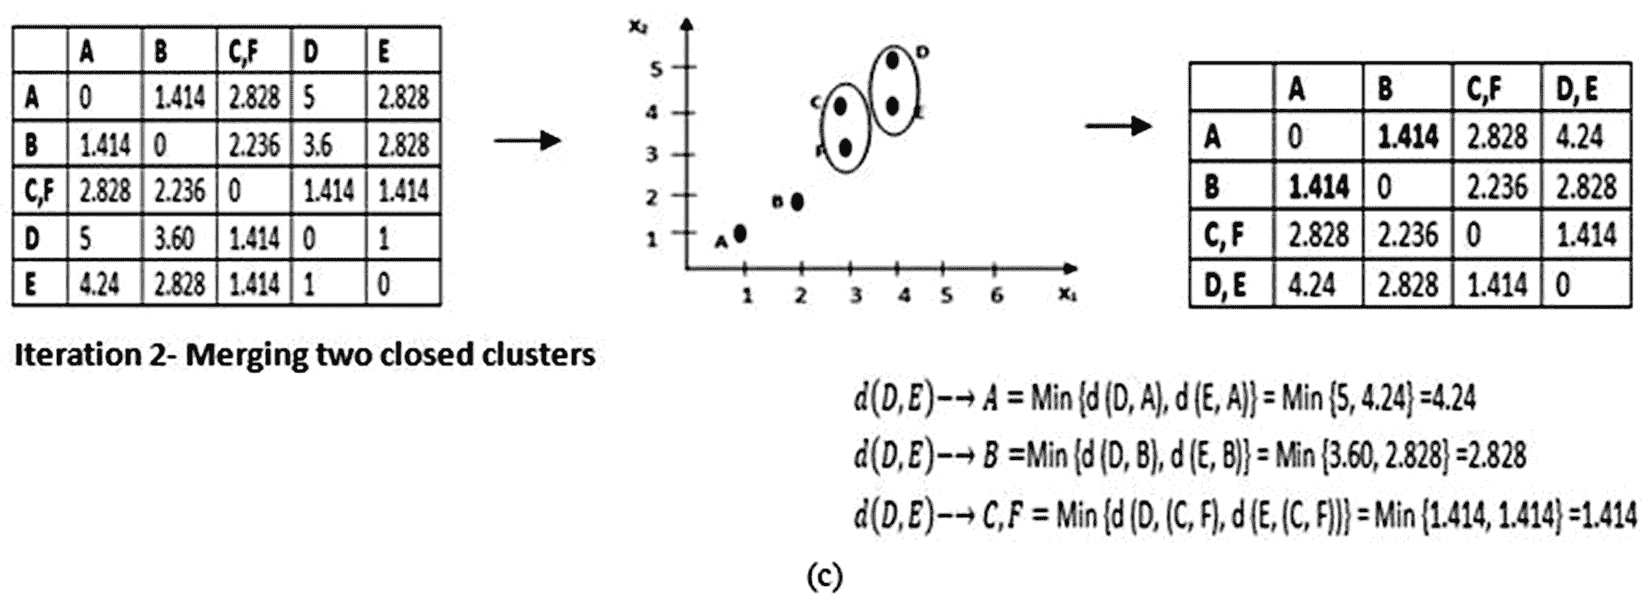 A B C,F D E
A 0 1.414 2.828 5 2.828
B 1.414 0 2.236 3.6 2.828
C,F 2.828 2.236 0 1.414 1.414
D 5 3.60 1.414 0 1
E 4.24 2.828 1.414 1 0
Iteration 2- Merging two closed clusters
X₂
5
4
3
2
1
D
C
E
F
B
A
1 2 3 4 5 6
X₁
A B C,F D, E
A 0 1.414 2.828 4.24
B 1.414 0 2.236 2.828
C, F 2.828 2.236 0 1.414
D, E 4.24 2.828 1.414 0
d(D,E)⤍ A = Min {d (D, A), d (E, A)} = Min {5, 4.24} =4.24
d(D,E)⤍ B =Min {d (D, B), d (E, B)} = Min {3.60, 2.828} =2.828
d(D,E)⤍ C,F = Min {d (D, (C, F), d (E, (C, F))} = Min {1.414, 1.414} =1.414
(c)